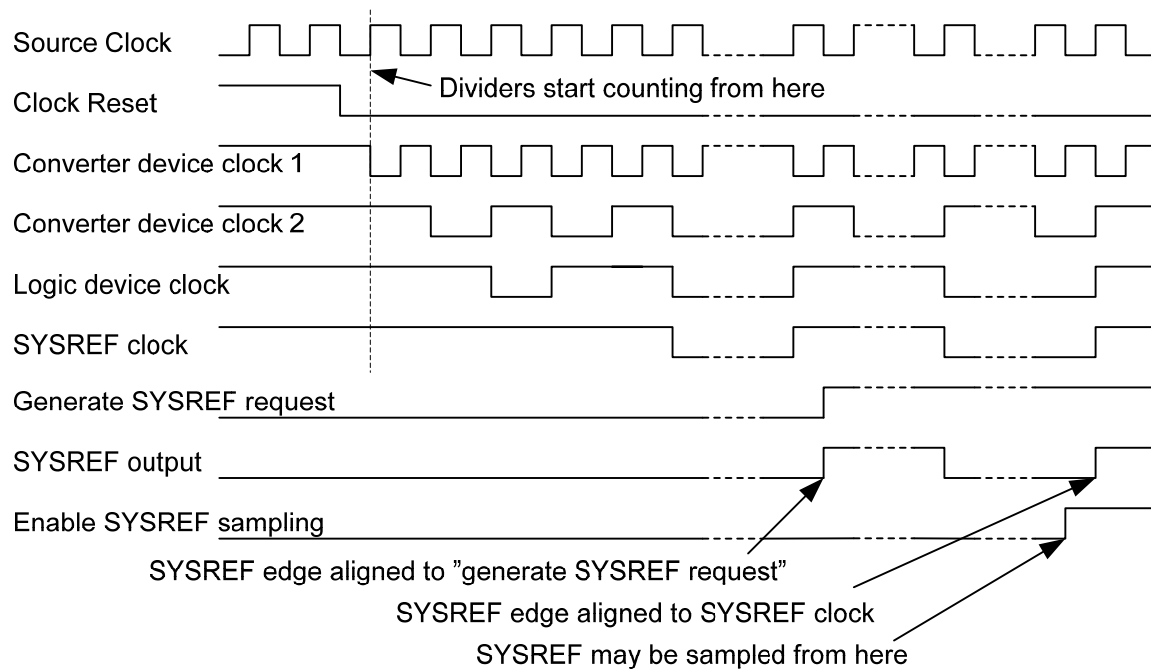 Source Clock
Dividers start counting from here
Clock Reset
Converter device clock 1
Converter device clock 2
Logic device clock
SYSREF clock
Generate SYSREF request
SYSREF output
Enable SYSREF sampling
SYSREF edge aligned to ”generate SYSREF request”
SYSREF edge aligned to SYSREF clock
SYSREF may be sampled from here